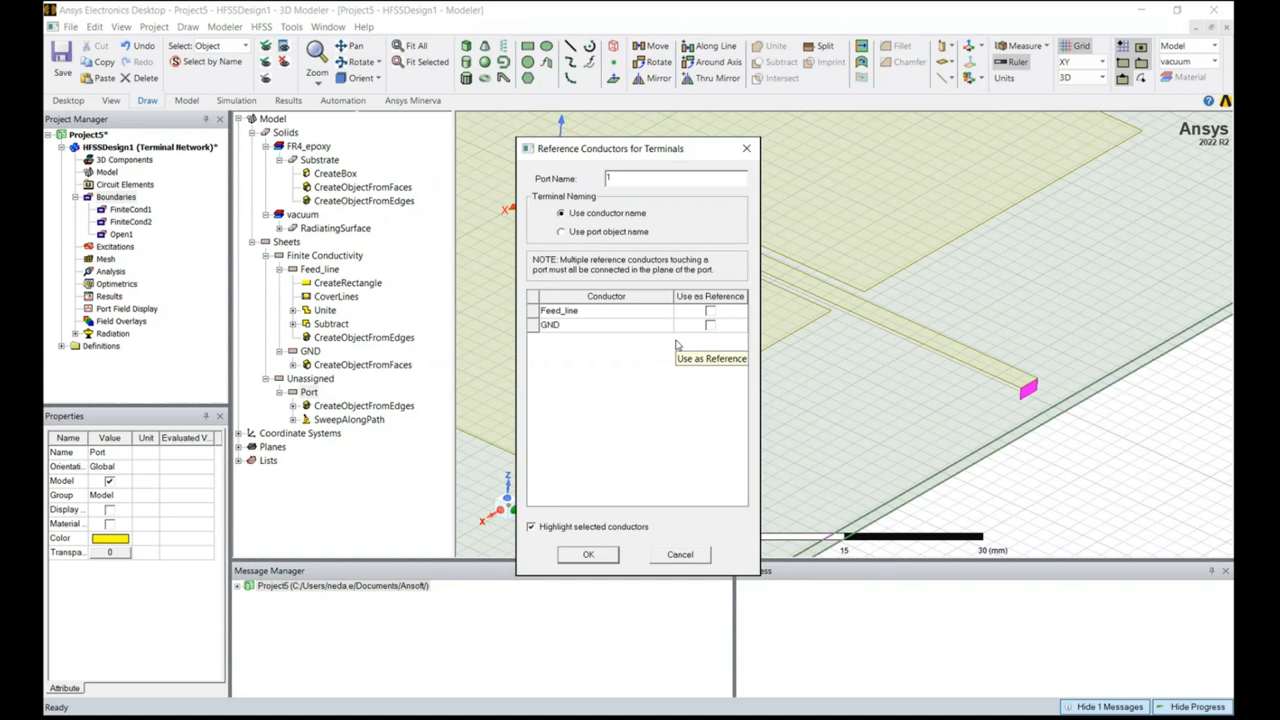 Ansys Electronics Desktop - Project5 - HFSSDesign1 - 3D Modeler - [Project5 - HFSSDesign1 - Modeler]
File Edit View Project Draw Modeler HFSS Tools Window Help
Save
Cut
Copy
Paste
Undo
Redo
Delete
Select: Object
Select by Name
Zoom
Pan
Rotate
Orient
Fit All
Fit Selected
Move
Rotate
Mirror
Along Line
Around Axis
Thru Mirror
Unite
Subtract
Intersect
Split
Imprint
Fillet
Chamfer
Measure
Ruler
Units
Grid
XY
3D
Model
vacuum
Material
Desktop View Draw Model Simulation Results Automation Ansys Minerva
Project Manager
Project5*
HFSSDesign1 (Terminal Network)*
3D Components
Model
Circuit Elements
Boundaries
FiniteCond1
FiniteCond2
Open1
Excitations
Mesh
Analysis
Optimetrics
Results
Port Field Display
Field Overlays
Radiation
Definitions
Properties
Name Value Unit Evaluated V...
Name Port
Orientati... Global
Model
Group Model
Display ...
Material ...
Color
Transpa... 0
Attribute
Ready
Model
Solids
FR4_epoxy
Substrate
CreateBox
CreateObjectFromFaces
CreateObjectFromEdges
vacuum
RadiatingSurface
Sheets
Finite Conductivity
Feed_line
CreateRectangle
CoverLines
Unite
Subtract
CreateObjectFromEdges
GND
CreateObjectFromFaces
Unassigned
Port
CreateObjectFromEdges
SweepAlongPath
Coordinate Systems
Planes
Lists
Message Manager
Project5 (C:/Users/neda.e/Documents/Ansoft/)
Reference Conductors for Terminals
Port Name: 1
Terminal Naming
Use conductor name
Use port object name
NOTE: Multiple reference conductors touching a
port must all be connected in the plane of the port.
Conductor Use as Reference
Feed_line
GND
Use as Reference
Highlight selected conductors
OK Cancel
Ansys
2022 R2
X
Z
X
15 30 (mm)
ess
Hide 1 Messages Hide Progress